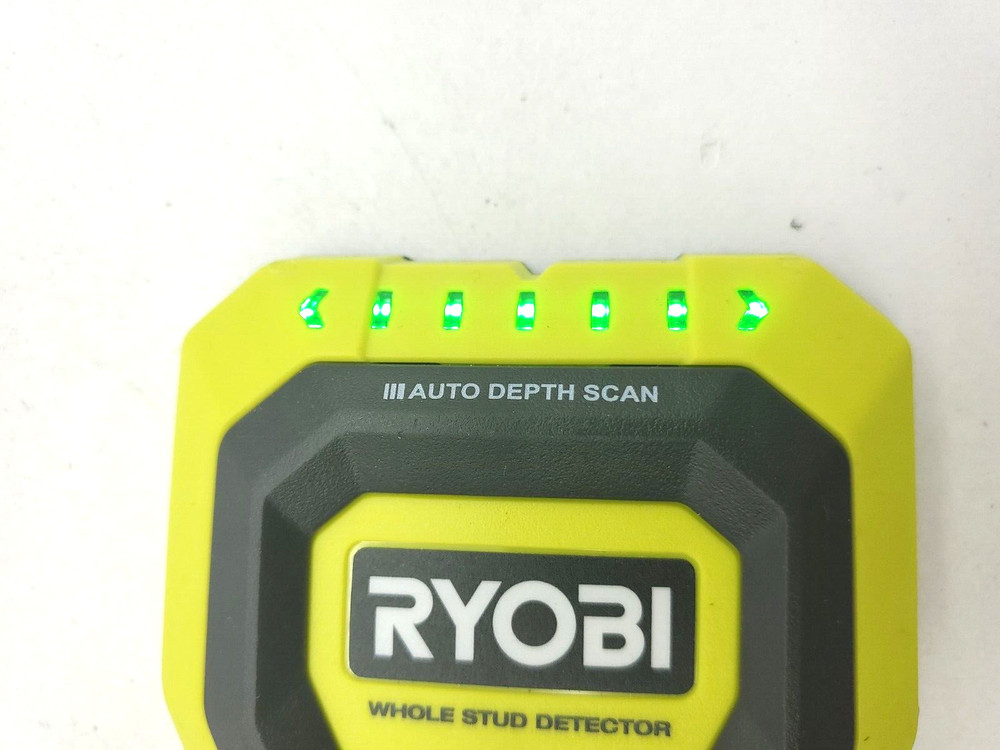 AUTO DEPTH SCAN
RYOBI
WHOLE STUD DETECTOR